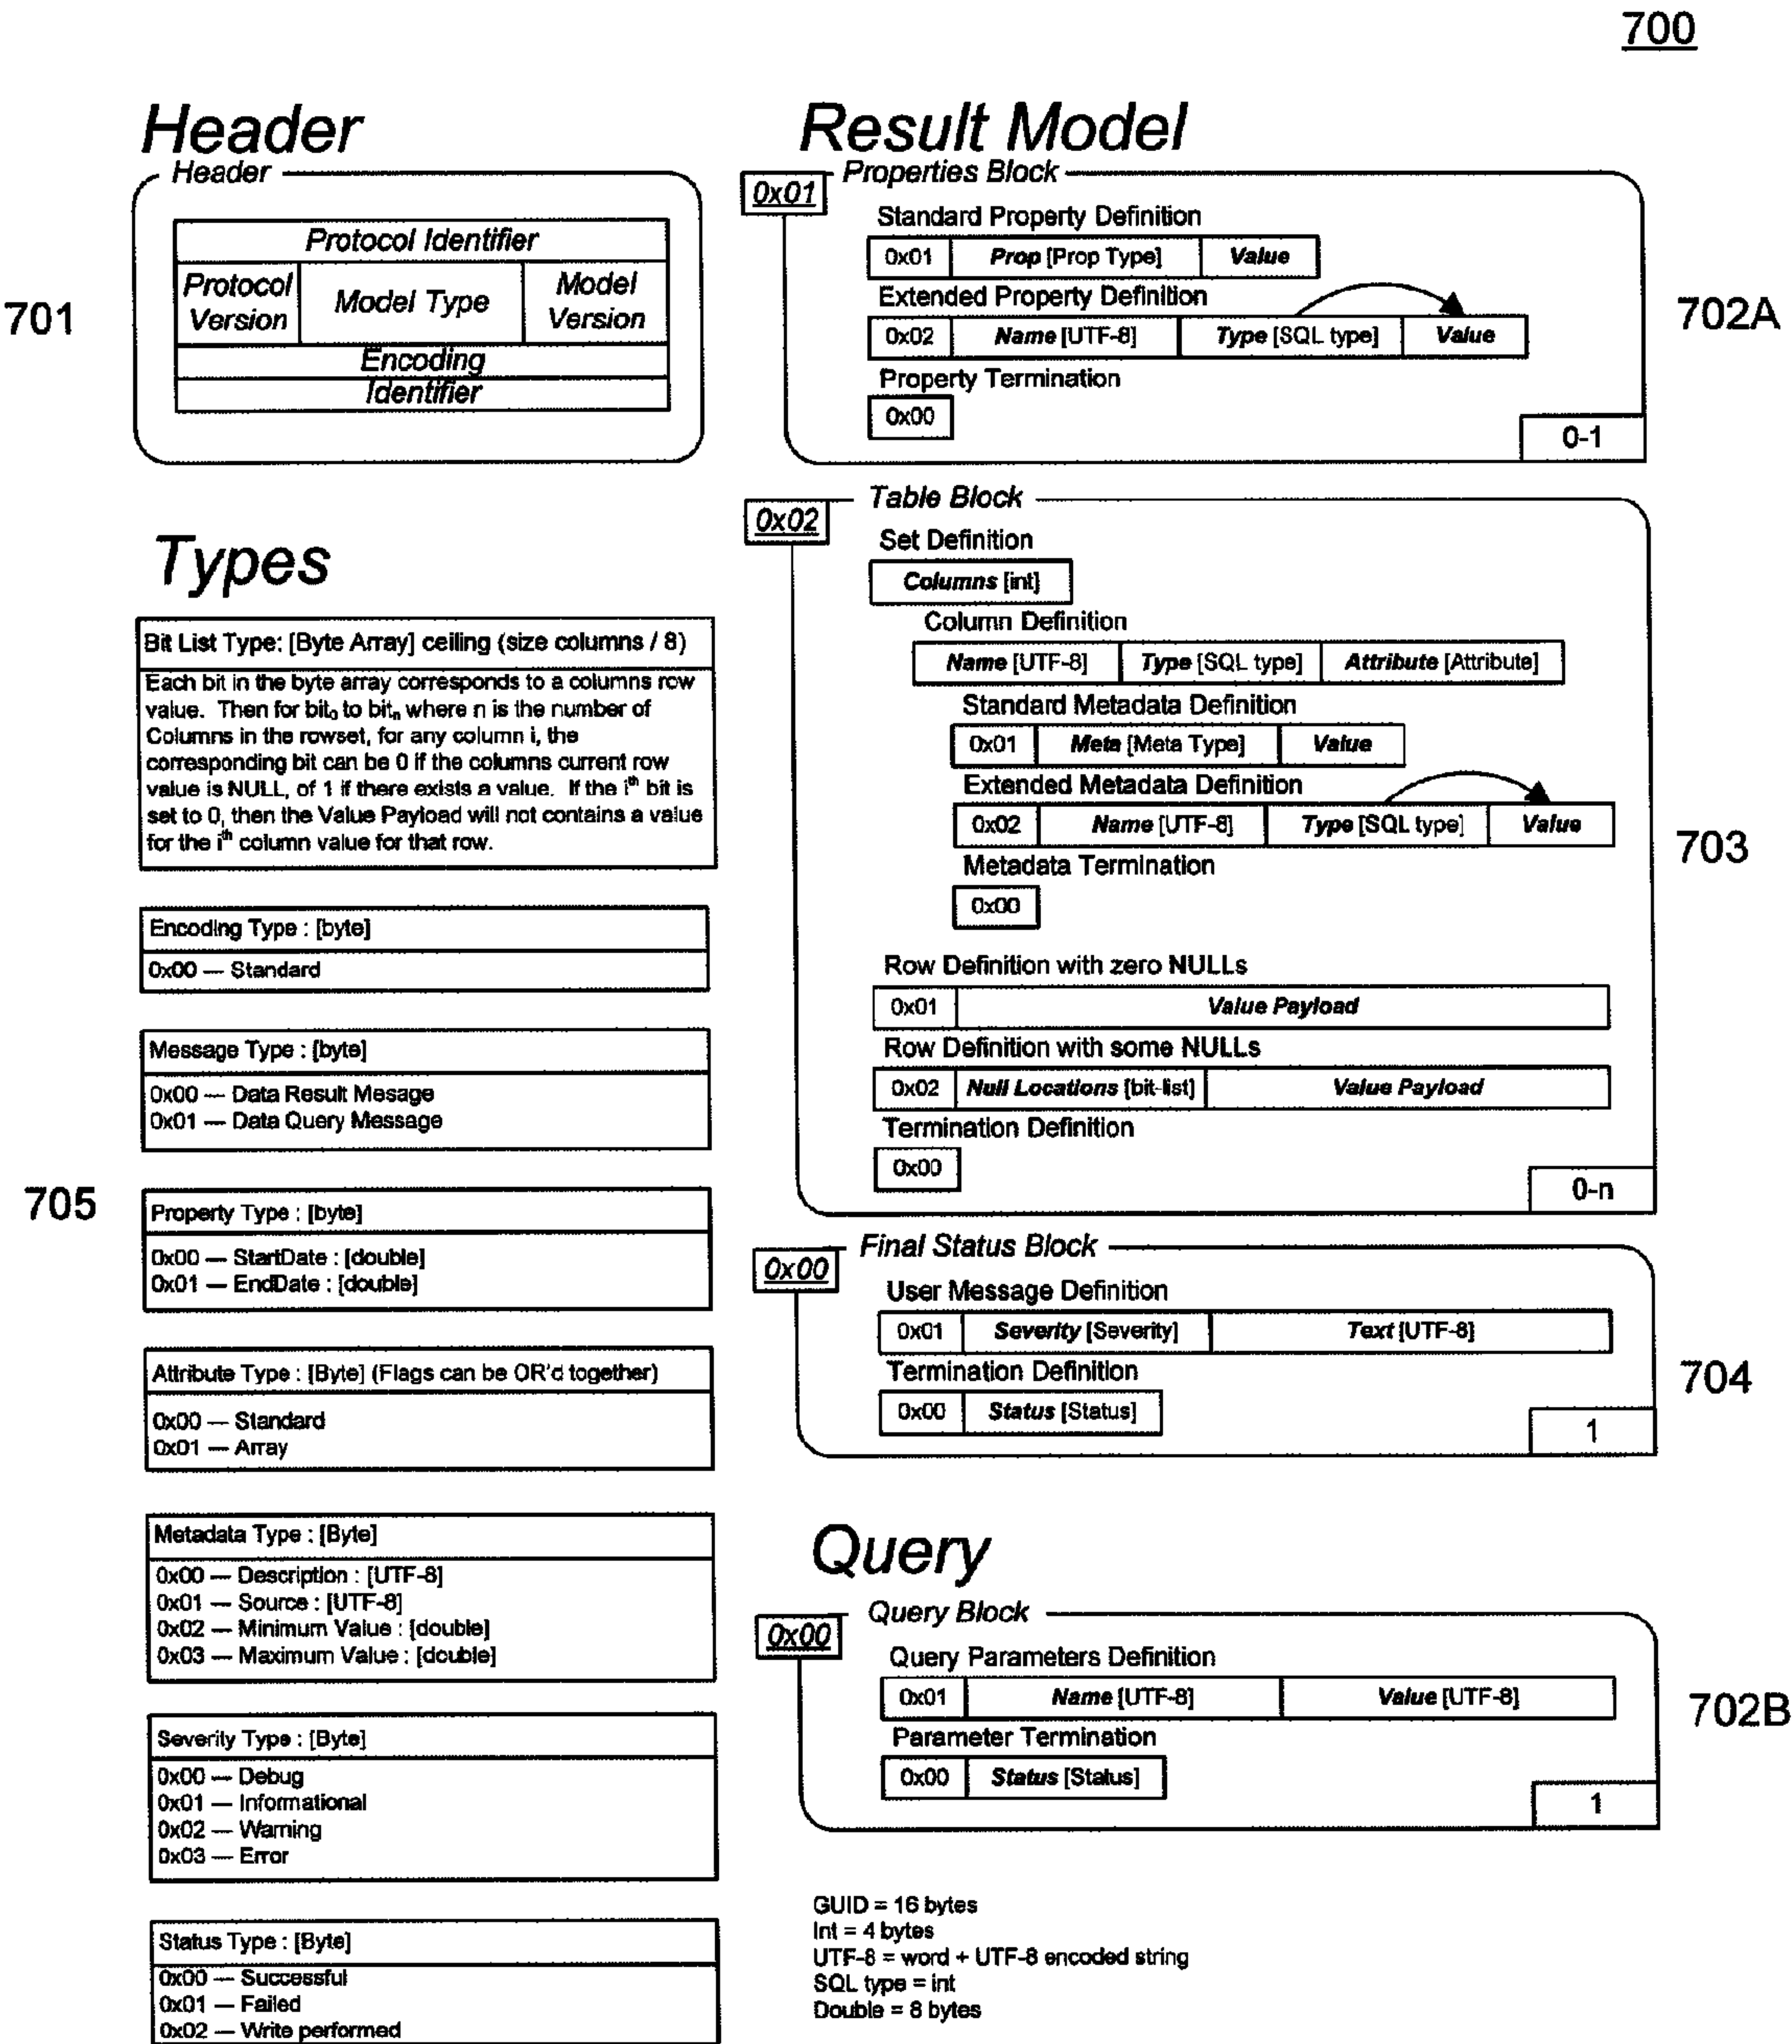 700
Header
Header
Protocol Identifier
Protocol Version
Model Type
Model Version
Encoding
Identifier
701
Types
Bit List Type: [Byte Array] ceiling (size columns / 8)
Each bit in the byte array corresponds to a columns row
value. Then for bit₀ to bitₙ where n is the number of
Columns in the rowset, for any column i, the
corresponding bit can be 0 if the columns current row
value is NULL, of 1 if there exists a value. If the iᵗʰ bit is
set to 0, then the Value Payload will not contains a value
for the iᵗʰ column value for that row.
Encoding Type : [byte]
0x00 — Standard
Message Type : [byte]
0x00 — Data Result Mesage
0x01 — Data Query Message
705
Property Type : [byte]
0x00 — StartDate : [double]
0x01 — EndDate : [double]
Attribute Type : [Byte] (Flags can be OR'd together)
0x00 — Standard
0x01 — Array
Metadata Type : [Byte]
0x00 — Description : [UTF-8]
0x01 — Source : [UTF-8]
0x02 — Minimum Value : [double]
0x03 — Maximum Value : [double]
Severity Type : [Byte]
0x00 — Debug
0x01 — Informational
0x02 — Warning
0x03 — Error
Status Type : [Byte]
0x00 — Successful
0x01 — Failed
0x02 — Write performed
Result Model
0x01 Properties Block
Standard Property Definition
0x01 Prop [Prop Type] Value
Extended Property Definition
0x02 Name [UTF-8] Type [SQL type] Value
Property Termination
0x00
0-1
702A
0x02 Table Block
Set Definition
Columns [int]
Column Definition
Name [UTF-8] Type [SQL type] Attribute [Attribute]
Standard Metadata Definition
0x01 Meta [Meta Type] Value
Extended Metadata Definition
0x02 Name [UTF-8] Type [SQL type] Value
Metadata Termination
0x00
703
Row Definition with zero NULLs
0x01 Value Payload
Row Definition with some NULLs
0x02 Null Locations [bit-list] Value Payload
Termination Definition
0x00
0-n
0x00 Final Status Block
User Message Definition
0x01 Severity [Severity] Text [UTF-8]
Termination Definition
0x00 Status [Status]
1
704
Query
0x00 Query Block
Query Parameters Definition
0x01 Name [UTF-8] Value [UTF-8]
Parameter Termination
0x00 Status [Status]
1
702B
GUID = 16 bytes
Int = 4 bytes
UTF-8 = word + UTF-8 encoded string
SQL type = int
Double = 8 bytes